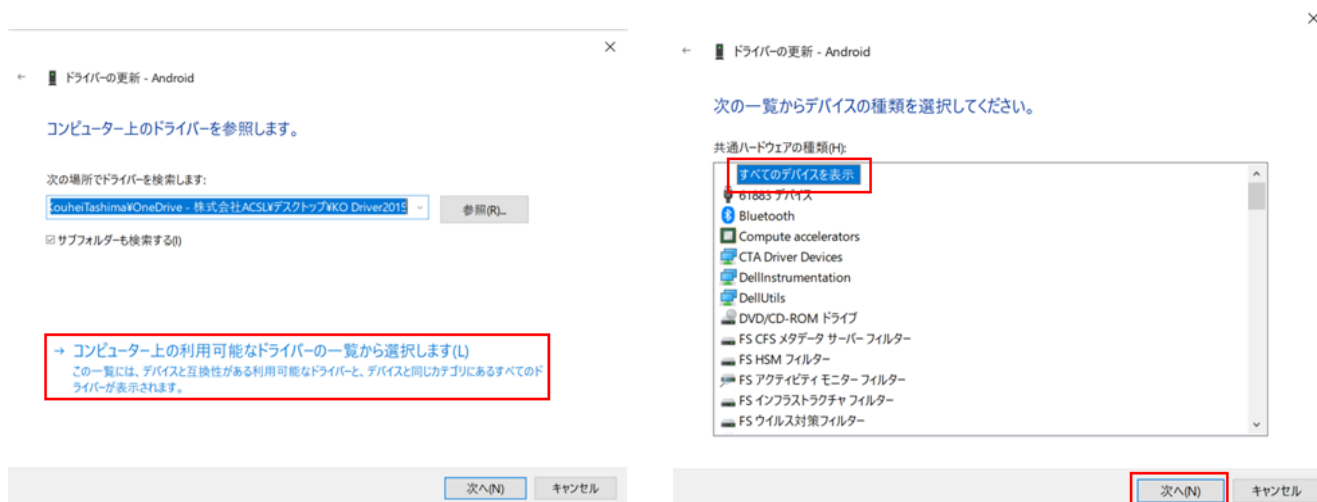 ドライバーの更新 - Android
コンピューター上のドライバーを参照します。
次の場所でドライバーを検索します:
ouheiTashima¥OneDrive - 株式会社ACSL¥デスクトップ¥KO Driver2015
参照(R)...
サブフォルダーも検索する(I)
→ コンピューター上の利用可能なドライバーの一覧から選択します(L)
この一覧には、デバイスと互換性がある利用可能なドライバーと、デバイスと同じカテゴリにあるすべてのド
ライバーが表示されます。
次へ(N)
キャンセル
ドライバーの更新 - Android
次の一覧からデバイスの種類を選択してください。
共通ハードウェアの種類(H):
すべてのデバイスを表示
61883 デバイス
Bluetooth
Compute accelerators
CTA Driver Devices
DellInstrumentation
DellUtils
DVD/CD-ROM ドライブ
FS CFS メタデータ サーバー フィルター
FS HSM フィルター
FS アクティビティ モニター フィルター
FS インフラストラクチャ フィルター
FS ウイルス対策フィルター
次へ(N)
キャンセル